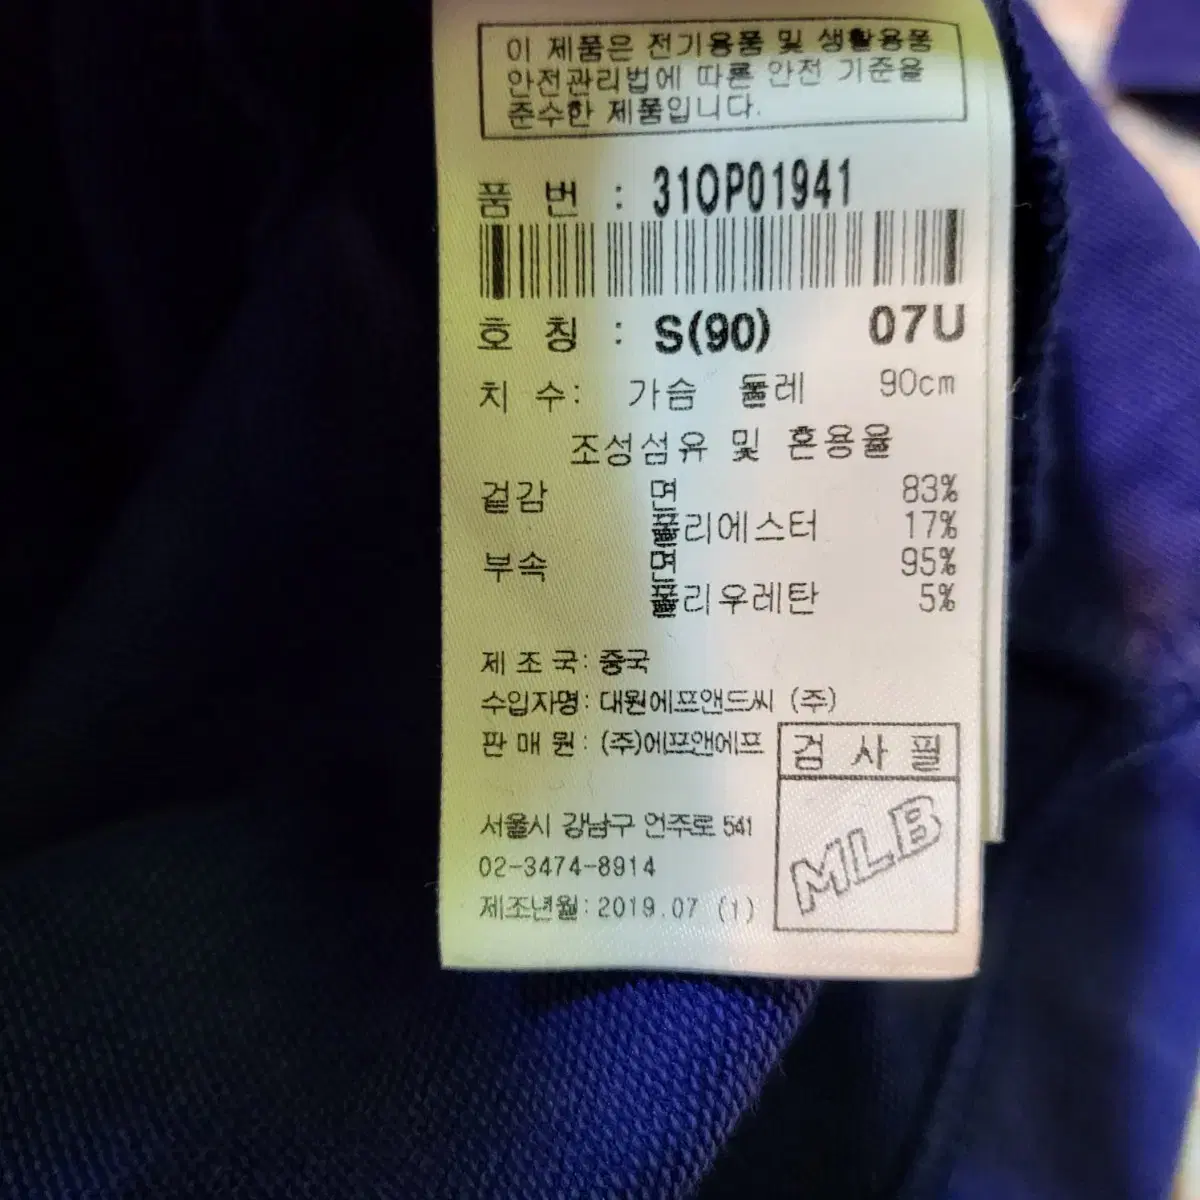 이 제품은 전기용품 및 생활용품
안전관리법에 따른 안전 기준을
준수한 제품입니다.
품 번 : 31OP01941
호 칭 : S(90) 07U
치 수: 가슴 둘레 90cm
조성섬유 및 혼용율
겉감 면 83%
폴리에스터 17%
부속 면 95%
폴리우레탄 5%
제 조 국: 중국
수입자명: 대원에프앤드씨 (주)
판 매 원: (주)에프앤에프
검 사 필
MLB
서울시 강남구 언주로 541
02-3474-8914
제조년월: 2019.07 (1)